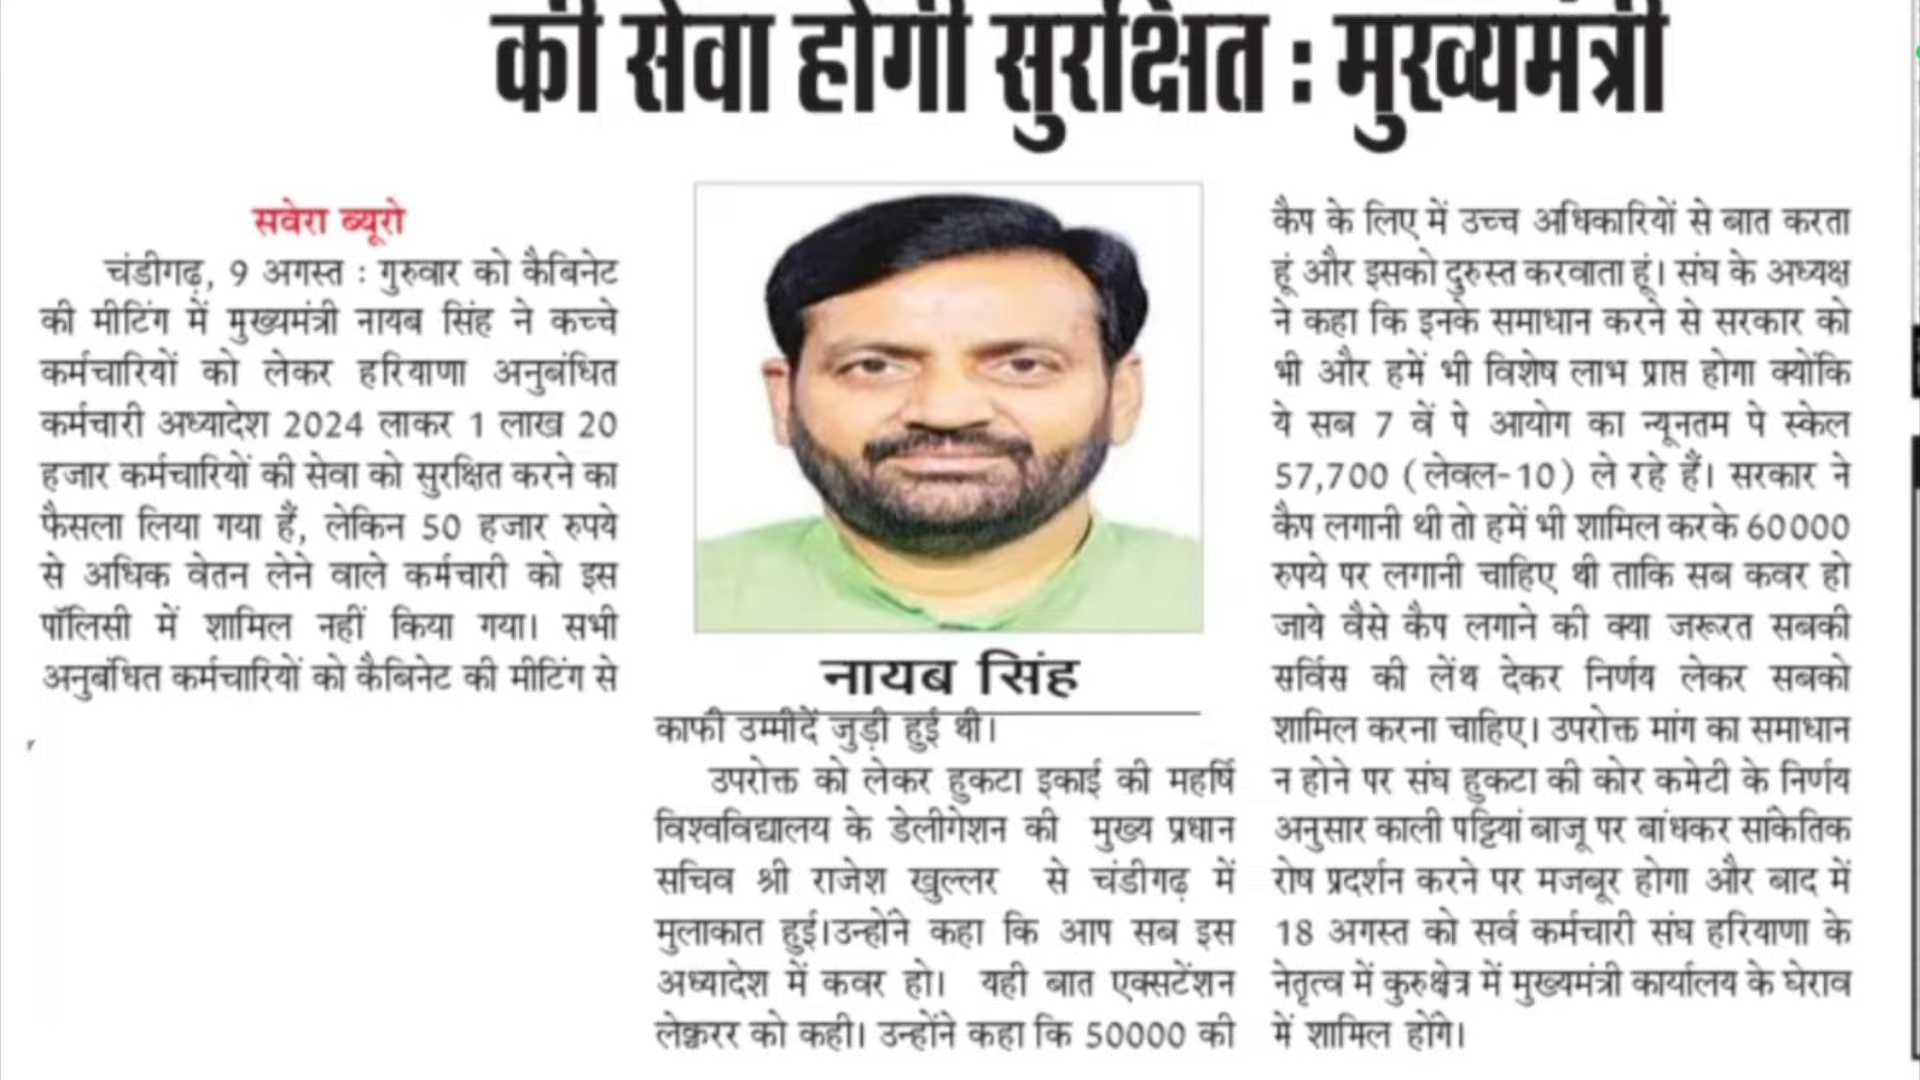 की सेवा होगी सुरक्षित : मुख्यमंत्री
सवेरा ब्यूरो
चंडीगढ़, 9 अगस्त : गुरुवार को कैबिनेट
की मीटिंग में मुख्यमंत्री नायब सिंह ने कच्चे
कर्मचारियों को लेकर हरियाणा अनुबंधित
कर्मचारी अध्यादेश 2024 लाकर 1 लाख 20
हजार कर्मचारियों की सेवा को सुरक्षित करने का
फैसला लिया गया हैं, लेकिन 50 हजार रुपये
से अधिक वेतन लेने वाले कर्मचारी को इस
पॉलिसी में शामिल नहीं किया गया। सभी
अनुबंधित कर्मचारियों को कैबिनेट की मीटिंग से
नायब सिंह
काफी उम्मीदें जुड़ी हुई थी।
उपरोक्त को लेकर हुकटा इकाई की महर्षि
विश्वविद्यालय के डेलीगेशन की मुख्य प्रधान
सचिव श्री राजेश खुल्लर से चंडीगढ़ में
मुलाकात हुई।उन्होंने कहा कि आप सब इस
अध्यादेश में कवर हो। यही बात एक्सटेंशन
लेक्चरर को कही। उन्होंने कहा कि 50000 की
कैप के लिए में उच्च अधिकारियों से बात करता
हूं और इसको दुरुस्त करवाता हूं। संघ के अध्यक्ष
ने कहा कि इनके समाधान करने से सरकार को
भी और हमें भी विशेष लाभ प्राप्त होगा क्योंकि
ये सब 7 वें पे आयोग का न्यूनतम पे स्केल
57,700 (लेवल-10) ले रहे हैं। सरकार ने
कैप लगानी थी तो हमें भी शामिल करके 60000
रुपये पर लगानी चाहिए थी ताकि सब कवर हो
जाये वैसे कैप लगाने की क्या जरूरत सबकी
सर्विस की लेंथ देकर निर्णय लेकर सबको
शामिल करना चाहिए। उपरोक्त मांग का समाधान
न होने पर संघ हुकटा की कोर कमेटी के निर्णय
अनुसार काली पट्टियां बाजू पर बांधकर सांकेतिक
रोष प्रदर्शन करने पर मजबूर होगा और बाद में
18 अगस्त को सर्व कर्मचारी संघ हरियाणा के
नेतृत्व में कुरुक्षेत्र में मुख्यमंत्री कार्यालय के घेराव
में शामिल होंगे।